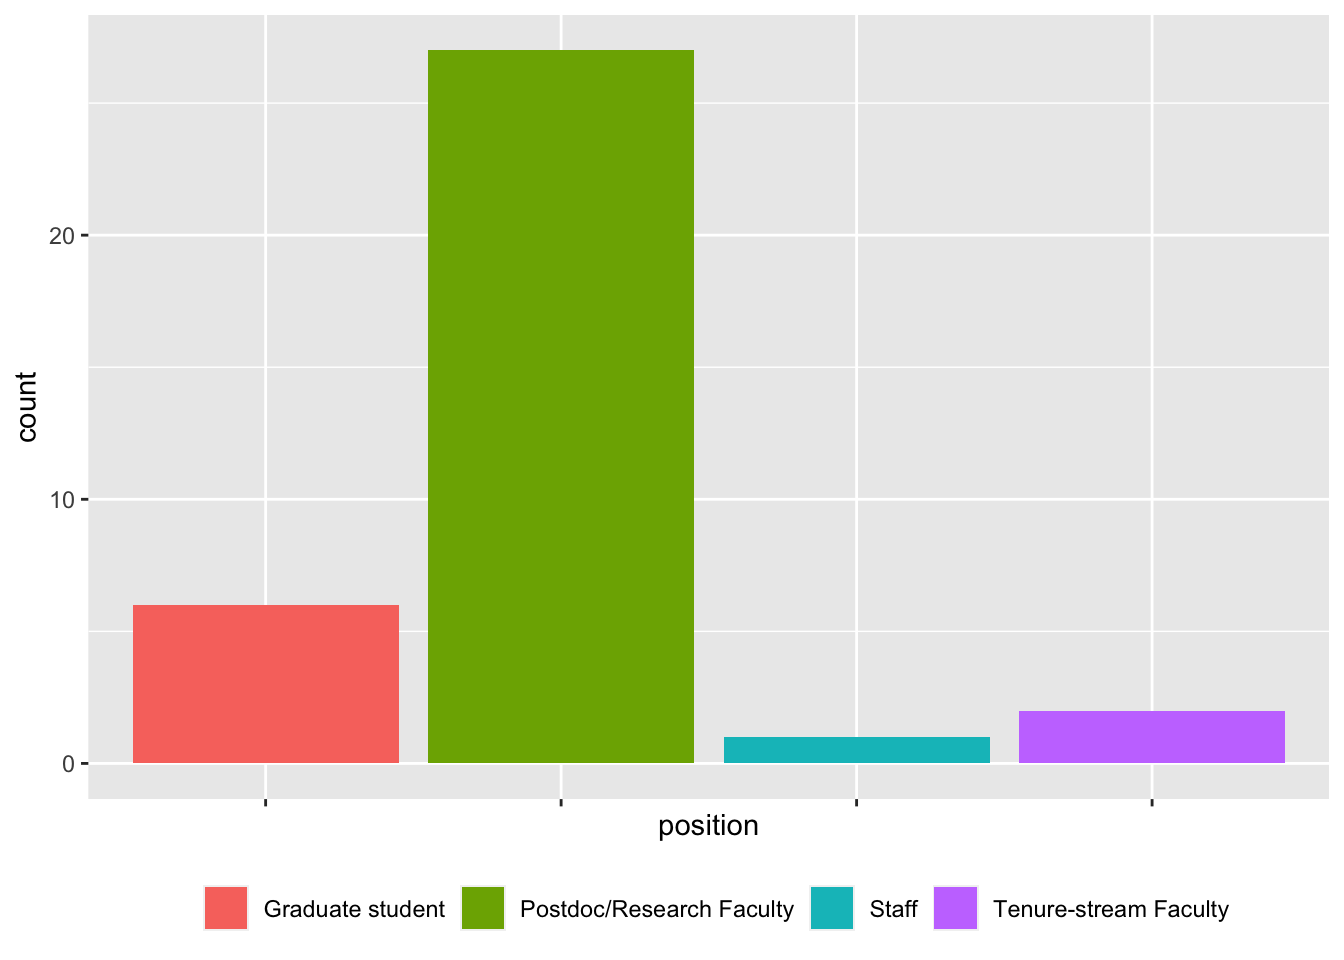 count
20
10
0
position
Graduate student
Postdoc/Research Faculty
Staff
Tenure-stream Faculty